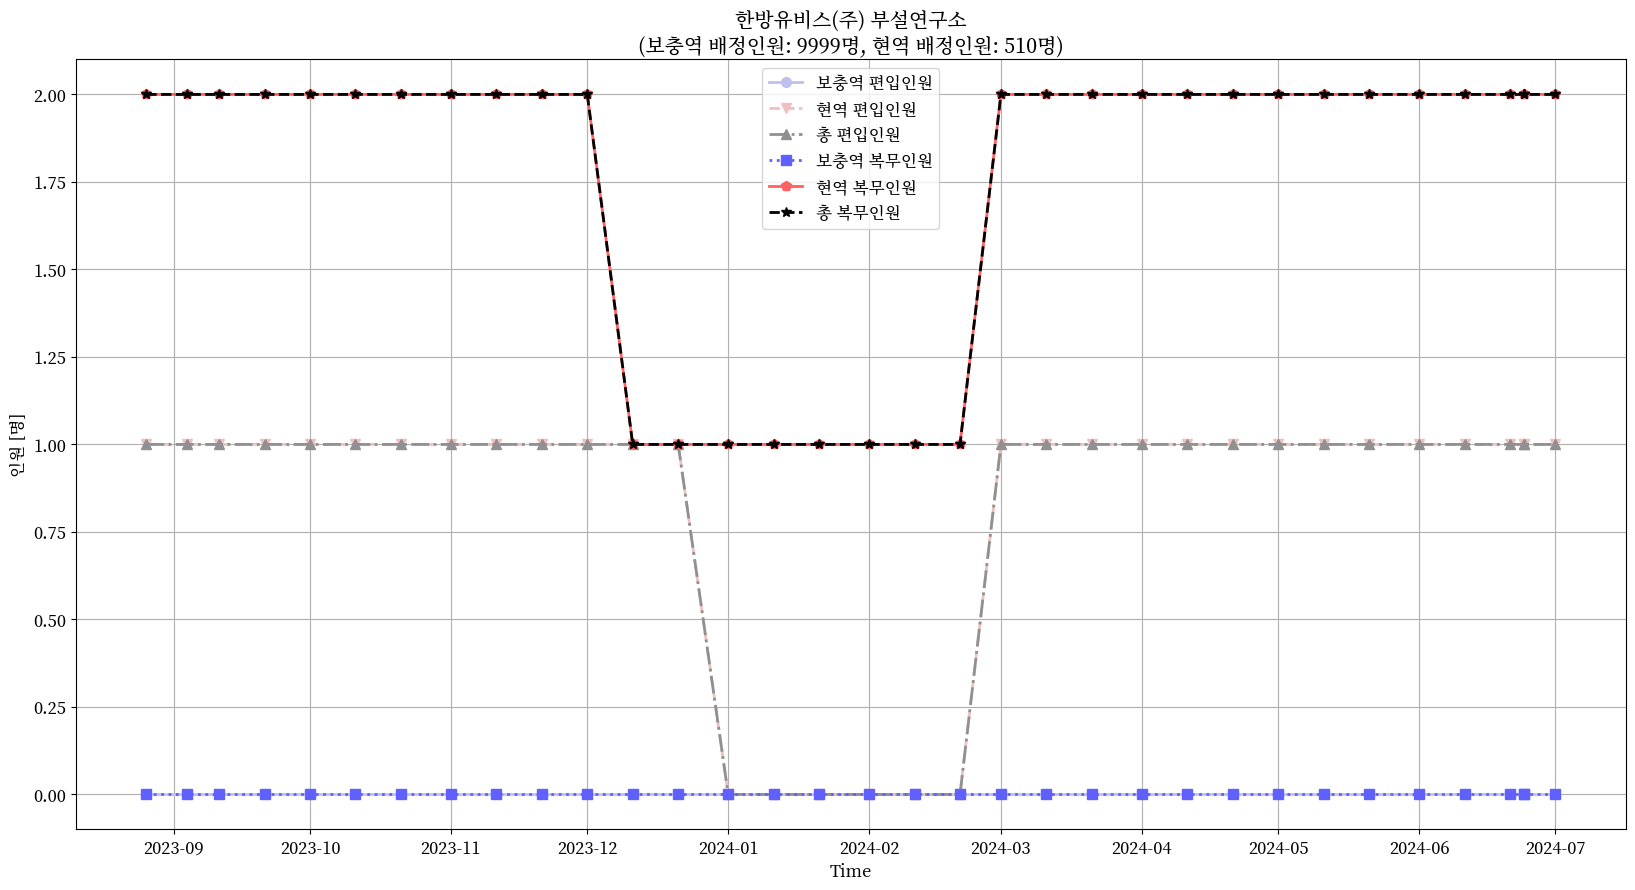 한방유비스(주) 부설연구소
(보충역 배정인원: 9999명, 현역 배정인원: 510명)
보충역 편입인원
현역 편입인원
총 편입인원
보충역 복무인원
현역 복무인원
총 복무인원
인원 [명]
2.00
1.75
1.50
1.25
1.00
0.75
0.50
0.25
0.00
2023-09 2023-10 2023-11 2023-12 2024-01 2024-02 2024-03 2024-04 2024-05 2024-06 2024-07
Time